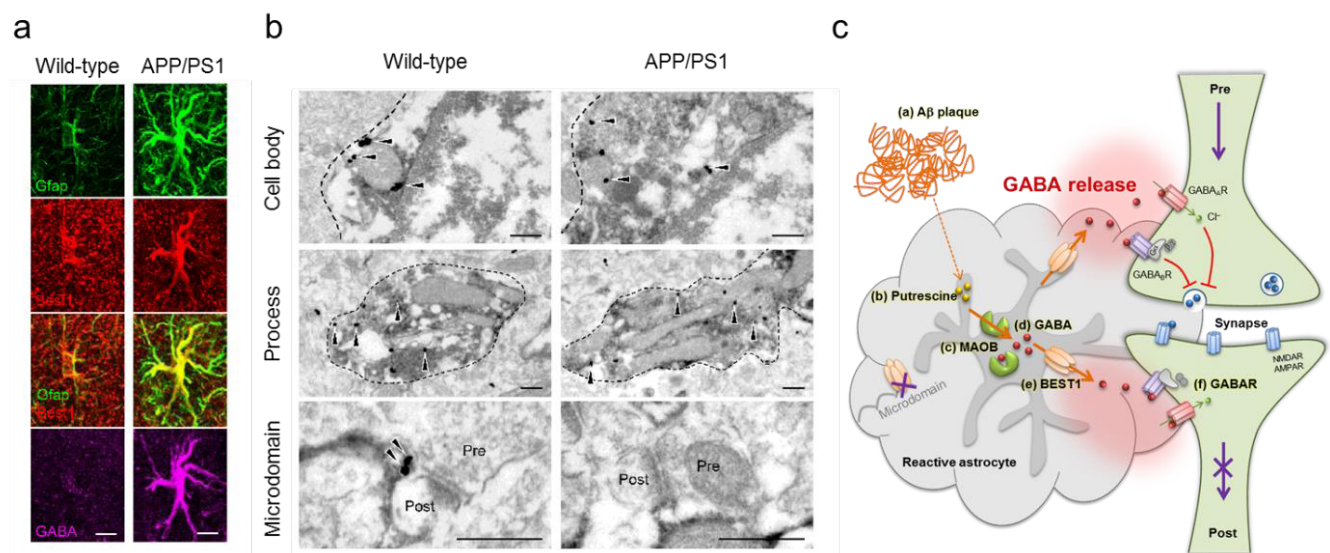 a
Wild-type
APP/PS1
Gfap
Best1
Gfap
Best1
GABA
b
Wild-type
APP/PS1
Cell body
Process
Microdomain
Pre
Post
Post
Pre
c
Pre
(a) Aβ plaque
GABA release
GABAAR
Cl⁻
GABABR
(b) Putrescine
(d) GABA
(c) MAOB
Synapse
NMDAR
AMPAR
(e) BEST1
(f) GABAR
Microdomain
Reactive astrocyte
Post